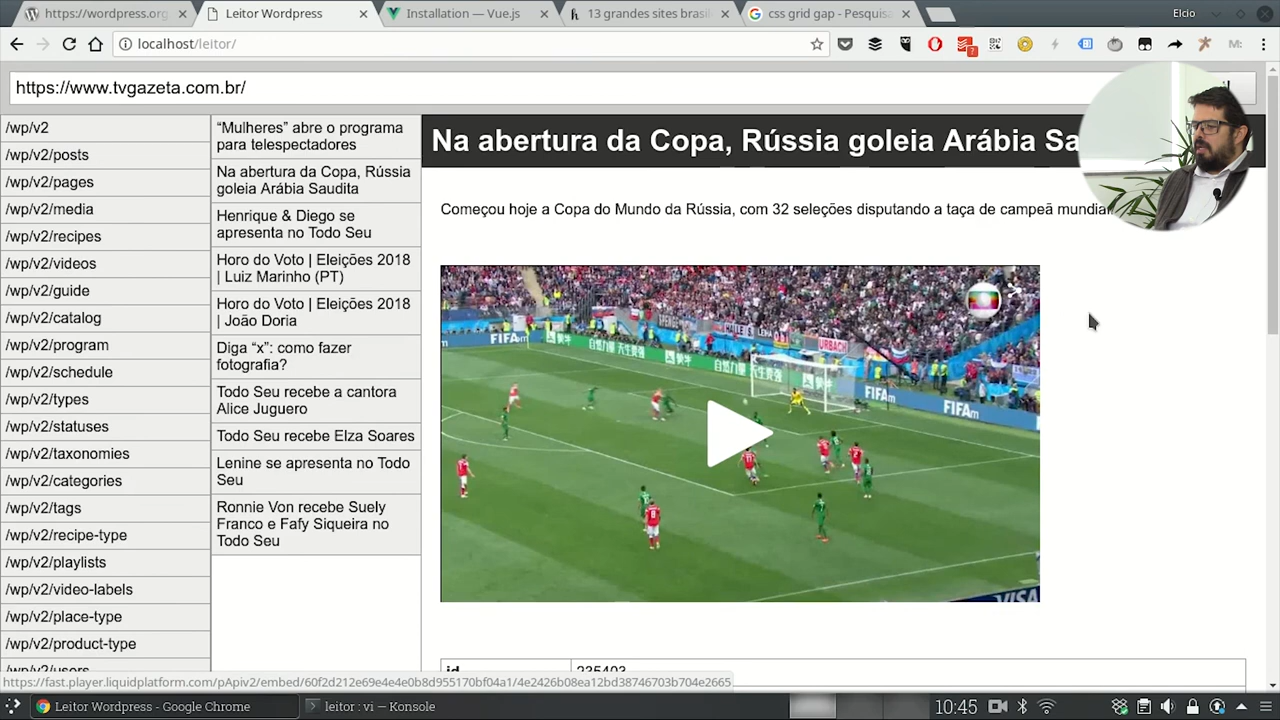 https://wordpress.org
Leitor Wordpress
Installation — Vue.js
13 grandes sites brasil
css grid gap - Pesquisa
Elcio
localhost/leitor/
?
M:
https://www.tvgazeta.com.br/
/wp/v2
/wp/v2/posts
/wp/v2/pages
/wp/v2/media
/wp/v2/recipes
/wp/v2/videos
/wp/v2/guide
/wp/v2/catalog
/wp/v2/program
/wp/v2/schedule
/wp/v2/types
/wp/v2/statuses
/wp/v2/taxonomies
/wp/v2/categories
/wp/v2/tags
/wp/v2/recipe-type
/wp/v2/playlists
/wp/v2/video-labels
/wp/v2/place-type
/wp/v2/product-type
/wp/v2/users
“Mulheres” abre o programa
para telespectadores
Na abertura da Copa, Rússia
goleia Arábia Saudita
Henrique & Diego se
apresenta no Todo Seu
Horo do Voto | Eleições 2018
| Luiz Marinho (PT)
Horo do Voto | Eleições 2018
| João Doria
Diga “x”: como fazer
fotografia?
Todo Seu recebe a cantora
Alice Juguero
Todo Seu recebe Elza Soares
Lenine se apresenta no Todo
Seu
Ronnie Von recebe Suely
Franco e Fafy Siqueira no
Todo Seu
Na abertura da Copa, Rússia goleia Arábia Sa
Começou hoje a Copa do Mundo da Rússia, com 32 seleções disputando a taça de campeã mundial
FIFA
FIFA
FIFA
VISA
id
235403
https://fast.player.liquidplatform.com/pApiv2/embed/60f2d212e69e4e4e0b8d955170bf04a1/4e2426b08ea12bd38746703b704e2665
Leitor Wordpress - Google Chrome
leitor : vi — Konsole
10:45